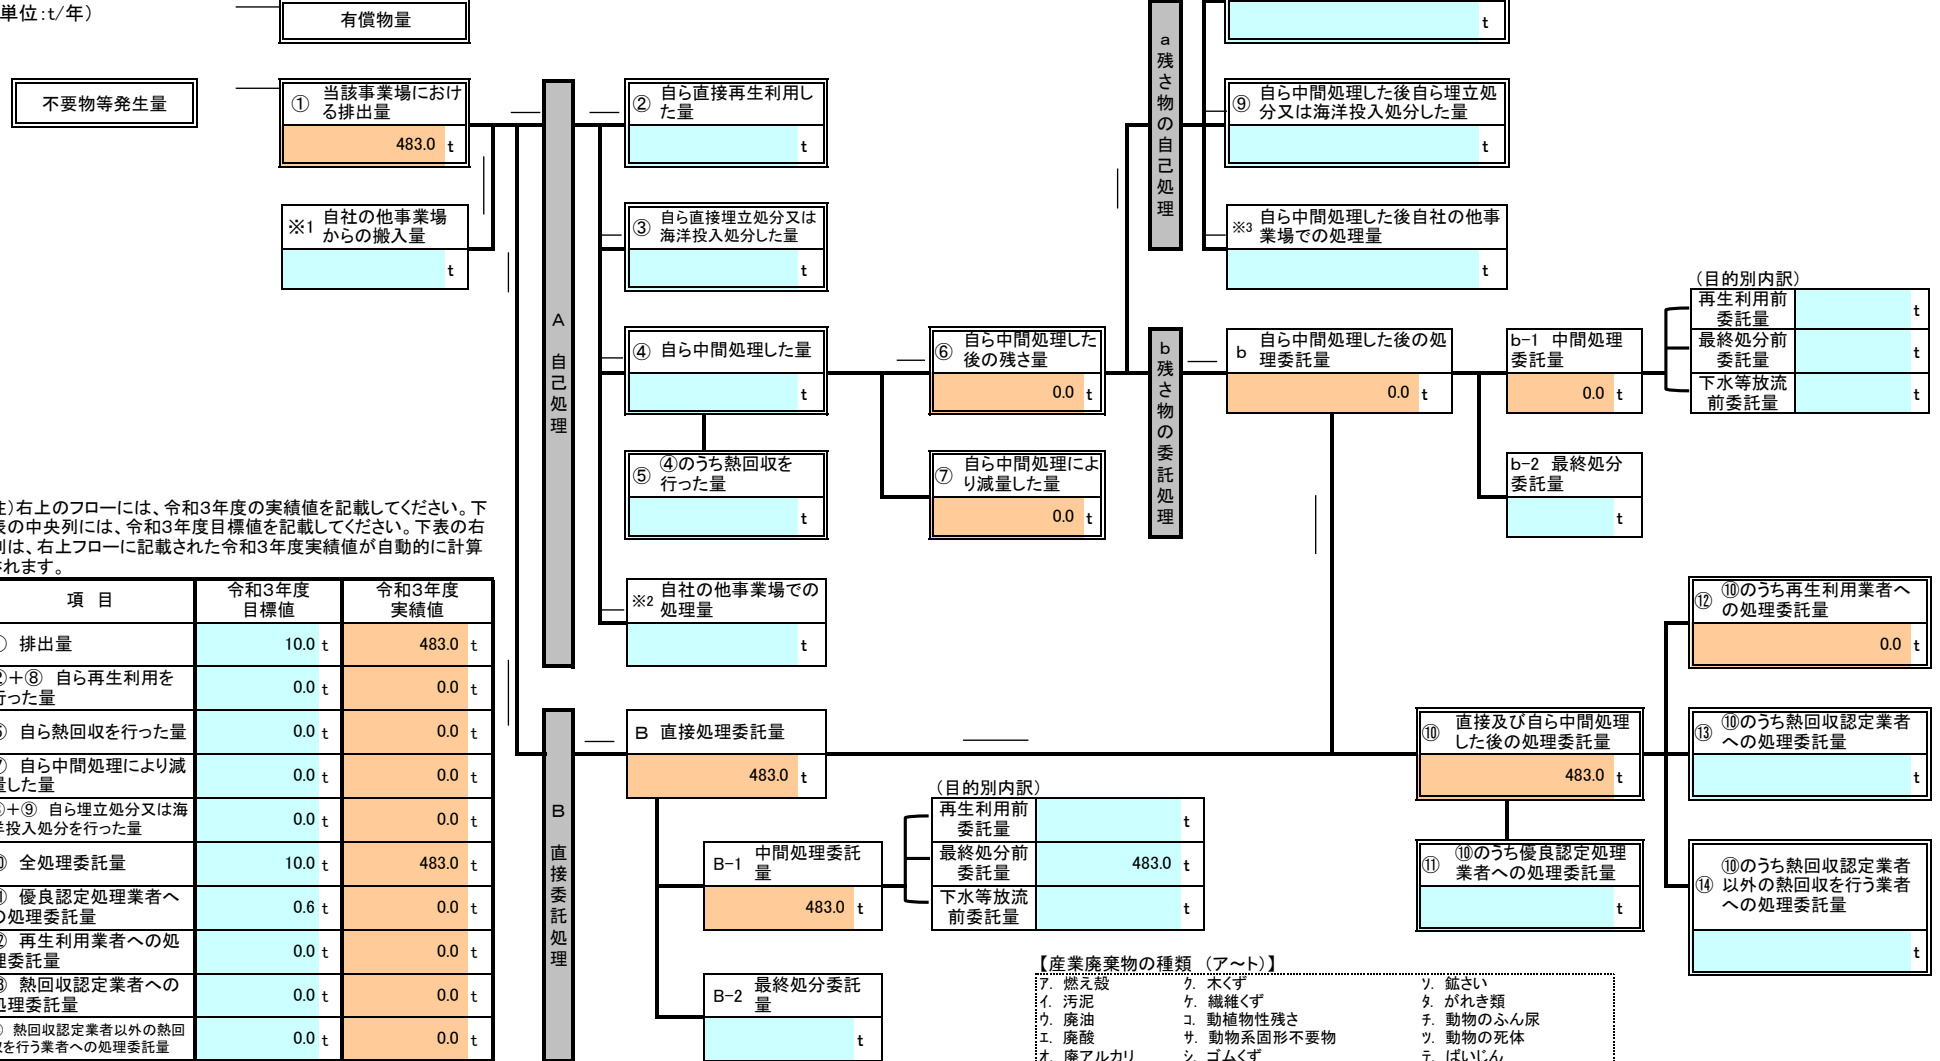 単位:t/年）
有償物量
t
不要物等発生量
① 当該事業場におけ
る排出量
483.0 t
※1 自社の他事業場
からの搬入量
t
A 自己処理
② 自ら直接再生利用し
た量
t
③ 自ら直接埋立処分又は
海洋投入処分した量
t
④ 自ら中間処理した量
t
⑤ ④のうち熱回収を
行った量
t
※2 自社の他事業場での
処理量
t
⑥ 自ら中間処理した
後の残さ量
0.0 t
⑦ 自ら中間処理によ
り減量した量
0.0 t
a残さ物の自己処理
⑨ 自ら中間処理した後自ら埋立処
分又は海洋投入処分した量
t
※3 自ら中間処理した後自社の他事
業場での処理量
t
b残さ物の委託処理
b 自ら中間処理した後の処
理委託量
0.0 t
b-1 中間処理
委託量
0.0 t
b-2 最終処分
委託量
t
（目的別内訳）
再生利用前
委託量
t
最終処分前
委託量
t
下水等放流
前委託量
t
注）右上のフローには、令和3年度の実績値を記載してください。下
表の中央列には、令和3年度目標値を記載してください。下表の右
列は、右上フローに記載された令和3年度実績値が自動的に計算
されます。
項 目
令和3年度
目標値
令和3年度
実績値
排出量 10.0 t 483.0 t
②+⑧ 自ら再生利用を
行った量 0.0 t 0.0 t
自ら熱回収を行った量 0.0 t 0.0 t
自ら中間処理により減
量した量 0.0 t 0.0 t
+⑨ 自ら埋立処分又は海
洋投入処分を行った量 0.0 t 0.0 t
全処理委託量 10.0 t 483.0 t
優良認定処理業者へ
の処理委託量 0.6 t 0.0 t
再生利用業者への処
理委託量 0.0 t 0.0 t
熱回収認定業者への
処理委託量 0.0 t 0.0 t
熱回収認定業者以外の熱回
収を行う業者への処理委託量 0.0 t 0.0 t
B 直接委託処理
B 直接処理委託量
483.0 t
B-1 中間処理委託
量
483.0 t
B-2 最終処分委託
量
t
（目的別内訳）
再生利用前
委託量
t
最終処分前
委託量
483.0 t
下水等放流
前委託量
t
⑩ 直接及び自ら中間処理
した後の処理委託量
483.0 t
⑪ ⑩のうち優良認定処理
業者への処理委託量
t
⑫ ⑩のうち再生利用業者へ
の処理委託量
0.0 t
⑬ ⑩のうち熱回収認定業者
への処理委託量
t
⑭ ⑩のうち熱回収認定業者
以外の熱回収を行う業者
への処理委託量
t
【産業廃棄物の種類 （ア～ト）】
ア. 燃え殻 ク. 木くず ソ. 鉱さい
イ. 汚泥 ケ. 繊維くず タ. がれき類
ウ. 廃油 コ. 動植物性残さ チ. 動物のふん尿
エ. 廃酸 サ. 動物系固形不要物 ツ. 動物の死体
オ. 廃アルカリ シ. ゴムくず テ. ばいじん